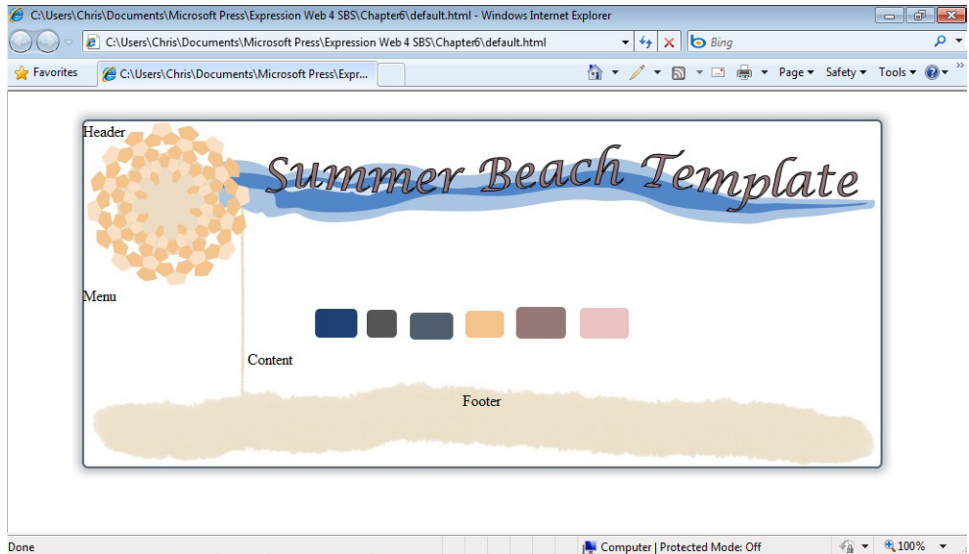 C:\Users\Chris\Documents\Microsoft Press\Expression Web 4 SBS\Chapter6\default.html - Windows Internet Explorer
C:\Users\Chris\Documents\Microsoft Press\Expression Web 4 SBS\Chapter6\default.html
Bing
Favorites
C:\Users\Chris\Documents\Microsoft Press\Expr...
Page
Safety
Tools
Header
Summer Beach Template
Menu
Content
Footer
Done
Computer | Protected Mode: Off
100%